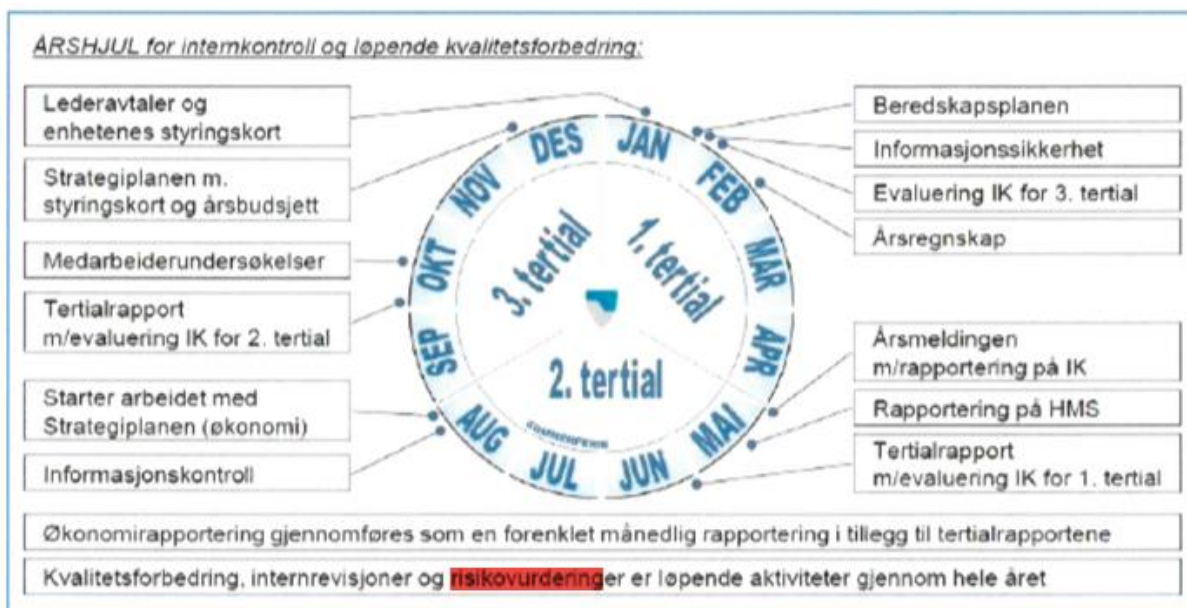 ÅRSHJUL for internkontroll og løpende kvalitetsforbedring:
Lederavtaler og
enhetenes styringskort
Strategiplanen m.
styringskort og årsbudsjett
Medarbeiderundersøkelser
Tertialrapport
m/evaluering IK for 2. tertial
Starter arbeidet med
Strategiplanen (økonomi)
Informasjonskontroll
JAN
FEB
MAR
APR
MAI
JUN
JUL
AUG
SEP
OKT
NOV
DES
1. tertial
2. tertial
3. tertial
SOMMERFERIE
Beredskapsplanen
Informasjonssikkerhet
Evaluering IK for 3. tertial
Årsregnskap
Årsmeldingen
m/rapportering på IK
Rapportering på HMS
Tertialrapport
m/evaluering IK for 1. tertial
Økonomirapportering gjennomføres som en forenklet månedlig rapportering i tillegg til tertialrapportene
Kvalitetsforbedring, internrevisjoner og risikovurderinger er løpende aktiviteter gjennom hele året